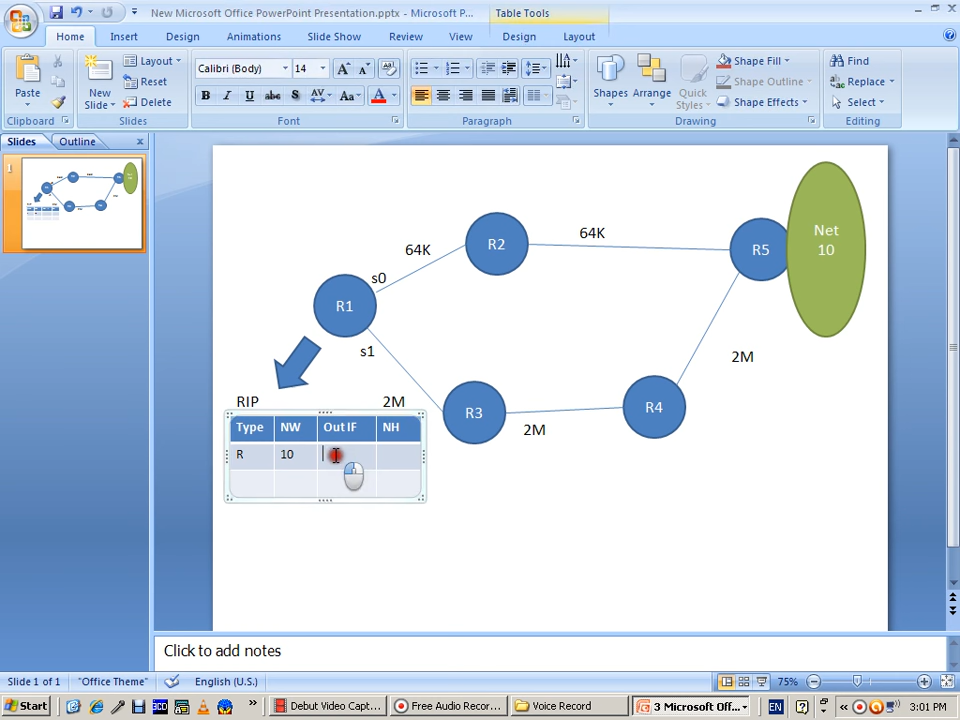 New Microsoft Office PowerPoint Presentation.pptx - Microsoft P...
Table Tools
Home Insert Design Animations Slide Show Review View Design Layout
Paste
Clipboard
New
Slide
Layout
Reset
Delete
Slides
Calibri (Body) 14
B I U abc S AV Aa A
Font
Paragraph
Shapes Arrange Quick
Styles
Shape Fill
Shape Outline
Shape Effects
Drawing
Find
Replace
Select
Editing
Slides Outline
1
Net
10
64K
R2
64K
R5
s0
R1
s1
2M
RIP
2M
R3
R4
2M
Type NW Out IF NH
R 10
Click to add notes
Slide 1 of 1 "Office Theme" English (U.S.) 75%
Start Debut Video Capt... Free Audio Recor... Voice Record 3 Microsoft Off... EN 3:01 PM